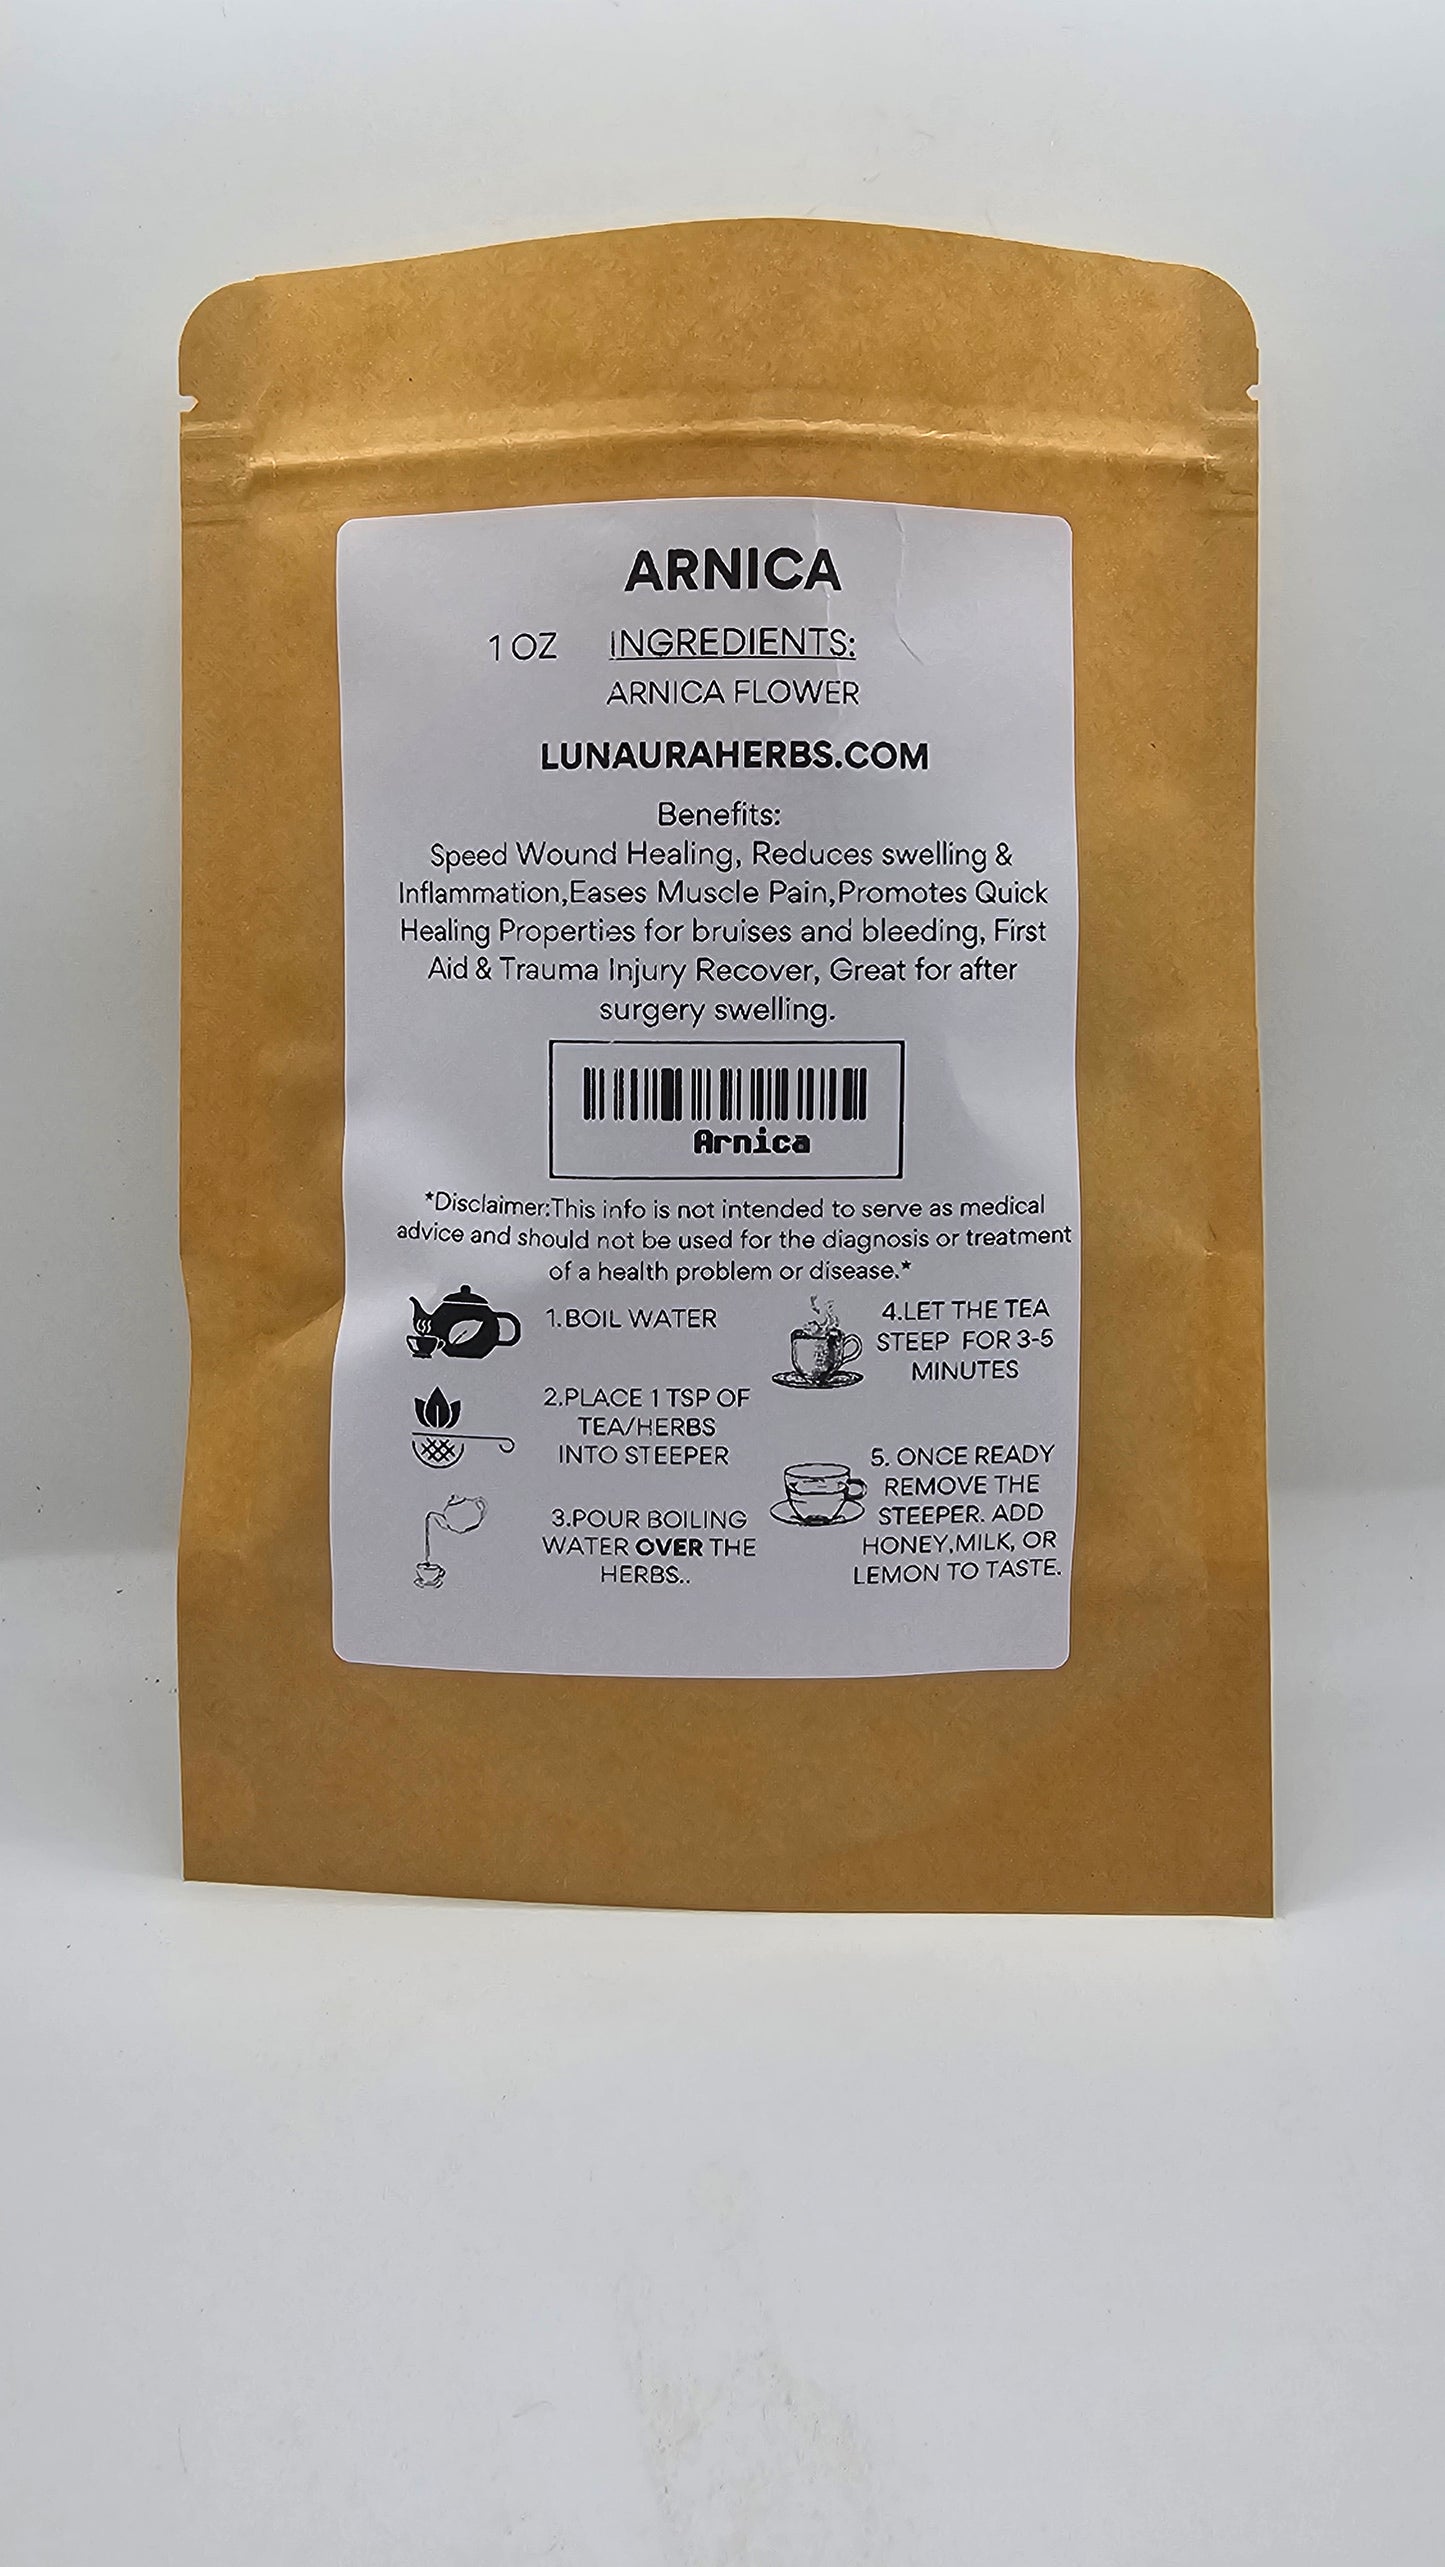 ARNICA
1 OZ INGREDIENTS:
ARNICA FLOWER
LUNAURAHERBS.COM
Benefits:
Speed Wound Healing, Reduces swelling &
Inflammation,Eases Muscle Pain,Promotes Quick
Healing Properties for bruises and bleeding, First
Aid & Trauma Injury Recover, Great for after
surgery swelling.
Arnica
*Disclaimer:This info is not intended to serve as medical
advice and should not be used for the diagnosis or treatment
of a health problem or disease.*
1.BOIL WATER
2.PLACE 1 TSP OF
TEA/HERBS
INTO STEEPER
3.POUR BOILING
WATER OVER THE
HERBS..
4.LET THE TEA
STEEP FOR 3-5
MINUTES
5. ONCE READY
REMOVE THE
STEEPER. ADD
HONEY,MILK, OR
LEMON TO TASTE.